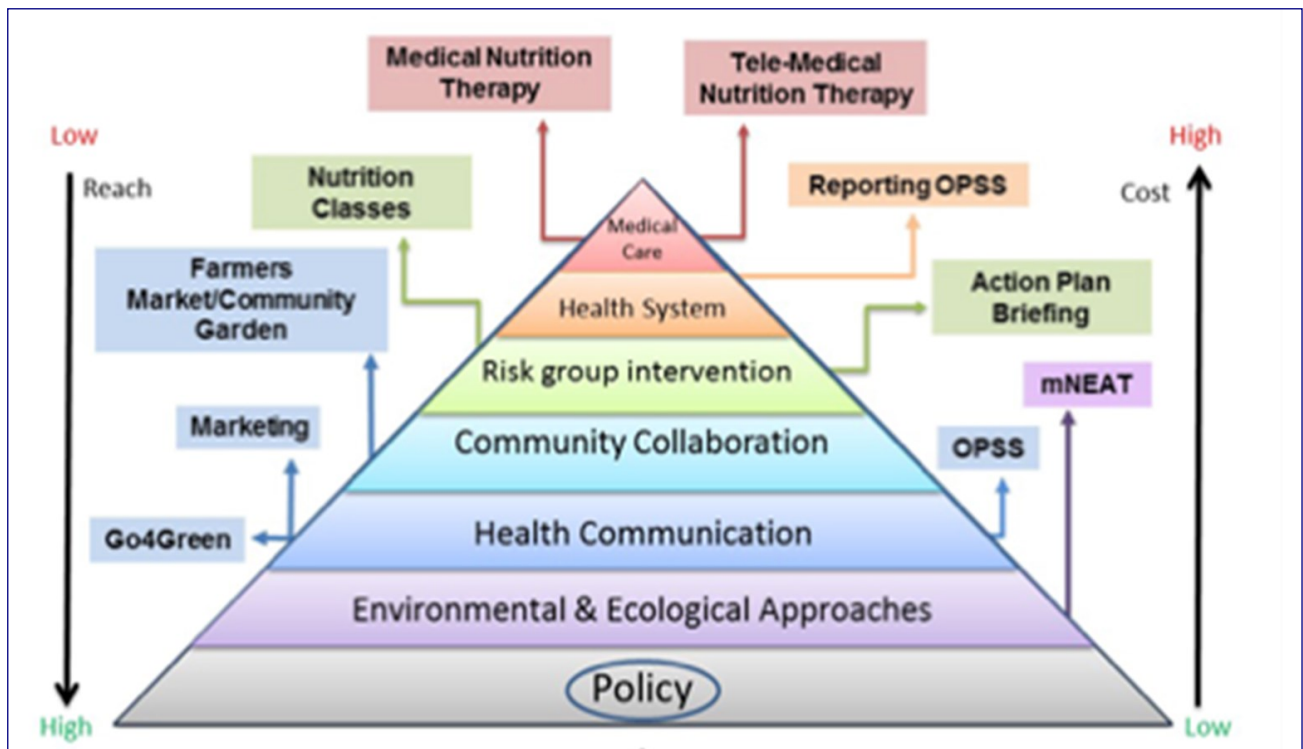 Medical Nutrition
Therapy
Tele-Medical
Nutrition Therapy
Low
Reach
High
Cost
Nutrition
Classes
Reporting OPSS
Medical
Care
Farmers
Market/Community
Garden
Action Plan
Briefing
Health System
Risk group intervention
mNEAT
Marketing
Community Collaboration
OPSS
Go4Green
Health Communication
Environmental & Ecological Approaches
Policy
High
Low